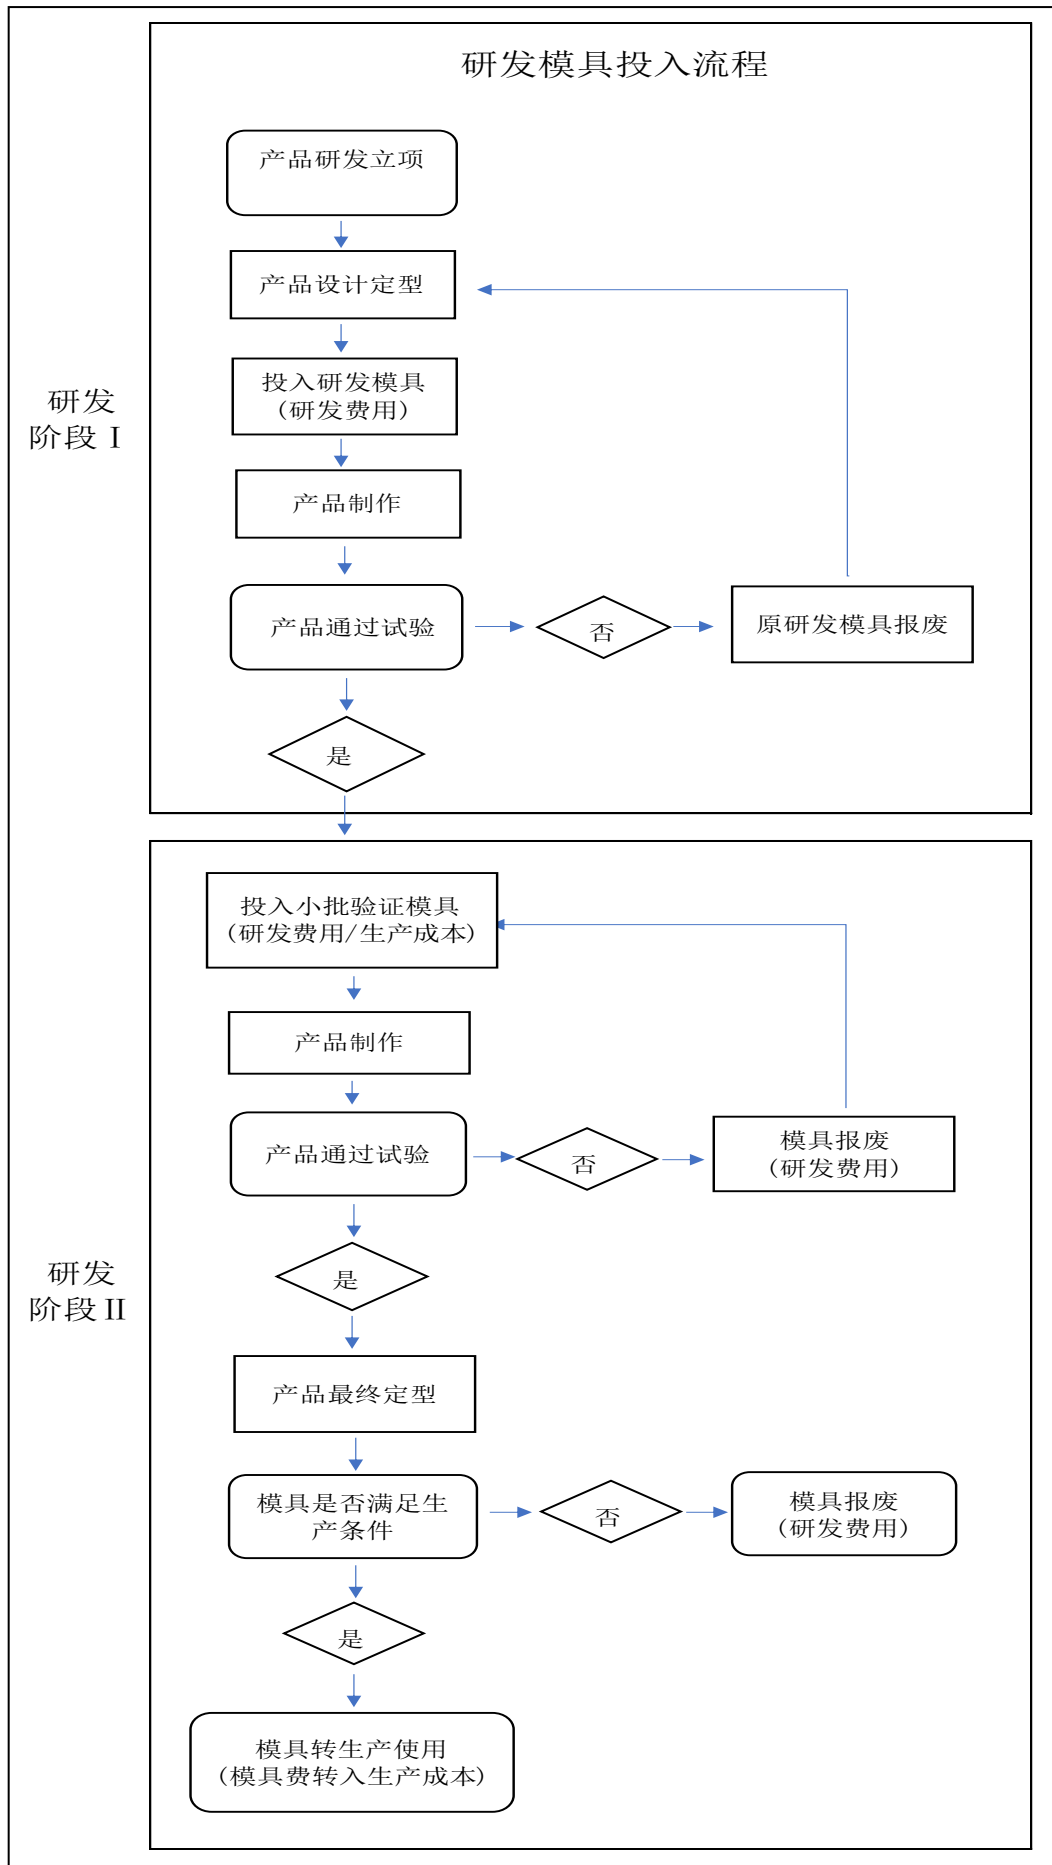 研发模具投入流程
产品研发立项
产品设计定型
投入研发模具
(研发费用)
研发
阶段 I
产品制作
产品通过试验
否
原研发模具报废
是
投入小批验证模具
(研发费用/生产成本)
产品制作
产品通过试验
否
模具报废
(研发费用)
研发
阶段 II
是
产品最终定型
模具是否满足生
产条件
否
模具报废
(研发费用)
是
模具转生产使用
(模具费转入生产成本)